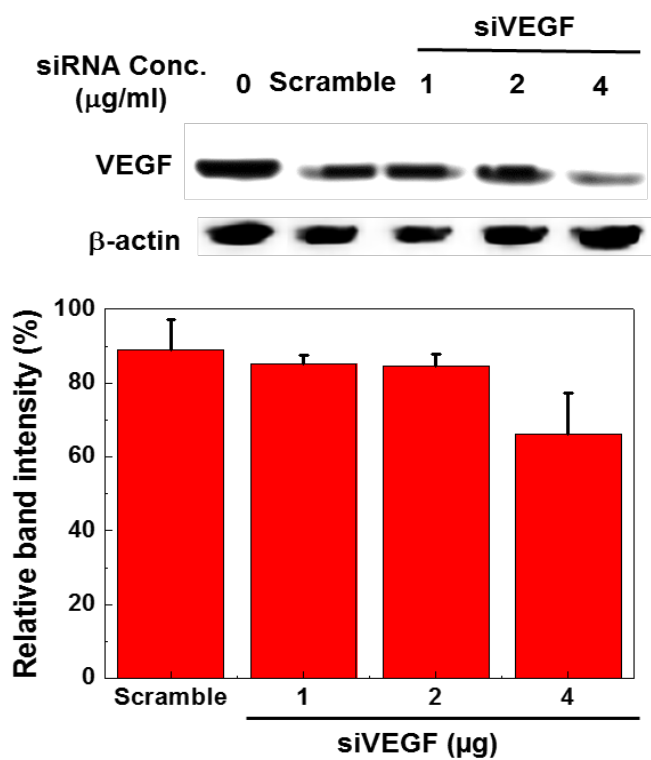 siVEGF
siRNA Conc.
(μg/ml)
0 Scramble 1 2 4
VEGF
β-actin
Relative band intensity (%)
100
80
60
40
20
0
Scramble 1 2 4
siVEGF (μg)